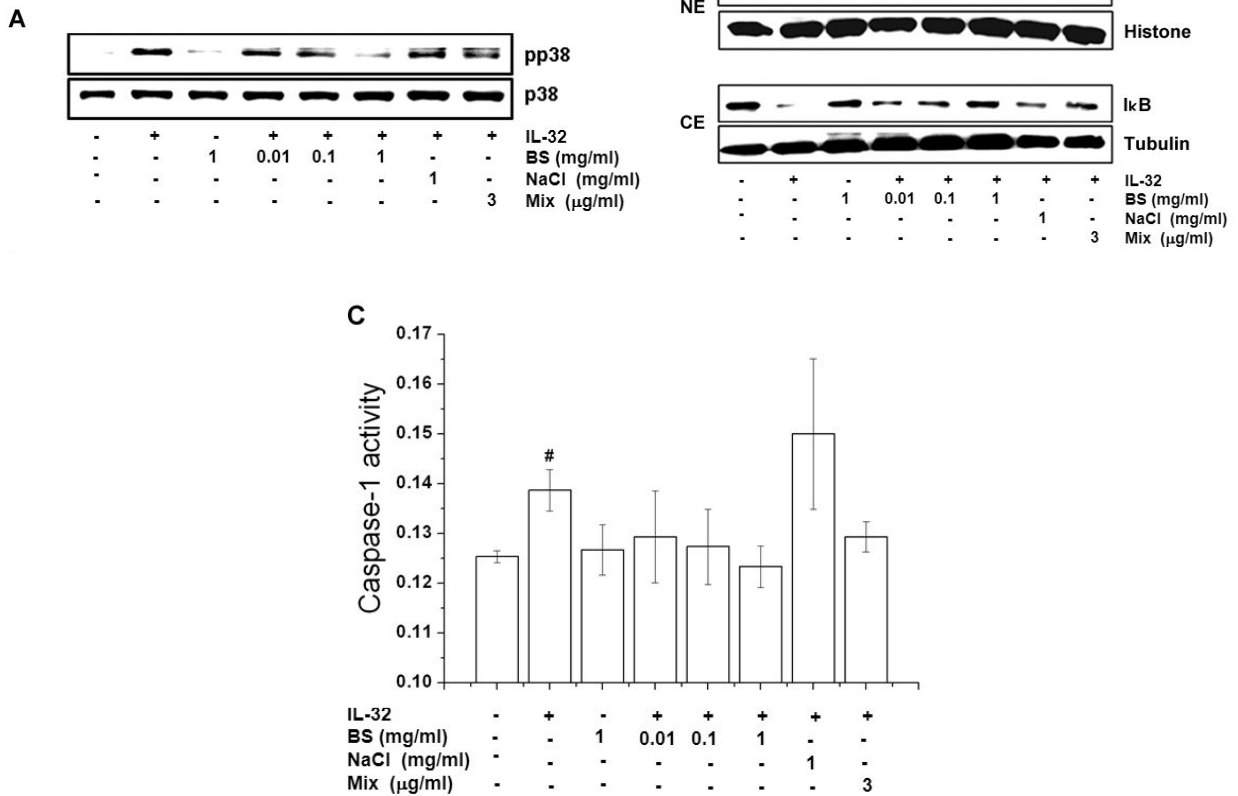 A
pp38
p38
- + - + + + + + IL-32
- - 1 0.01 0.1 1 - - BS (mg/ml)
- - - - - - 1 - NaCl (mg/ml)
- - - - - - - 3 Mix (μg/ml)
NE
Histone
IκB
CE
Tubulin
- + - + + + + + IL-32
- - 1 0.01 0.1 1 - - BS (mg/ml)
- - - - - - 1 - NaCl (mg/ml)
- - - - - - - 3 Mix (μg/ml)
C
Caspase-1 activity
0.17
0.16
0.15
0.14
0.13
0.12
0.11
0.10
#
IL-32 - + - + + + + +
BS (mg/ml) - - 1 0.01 0.1 1 - -
NaCl (mg/ml) - - - - - - 1 -
Mix (μg/ml) - - - - - - - 3